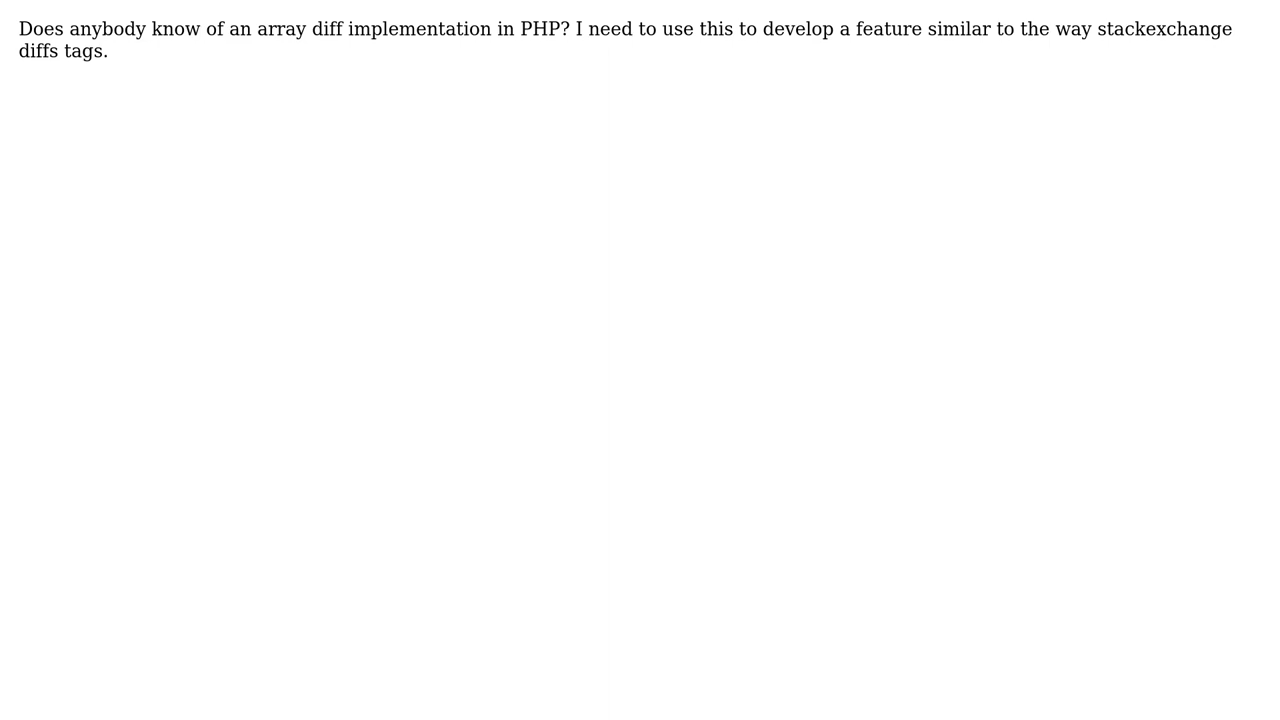 Does anybody know of an array diff implementation in PHP? I need to use this to develop a feature similar to the way stackexchange
diffs tags.